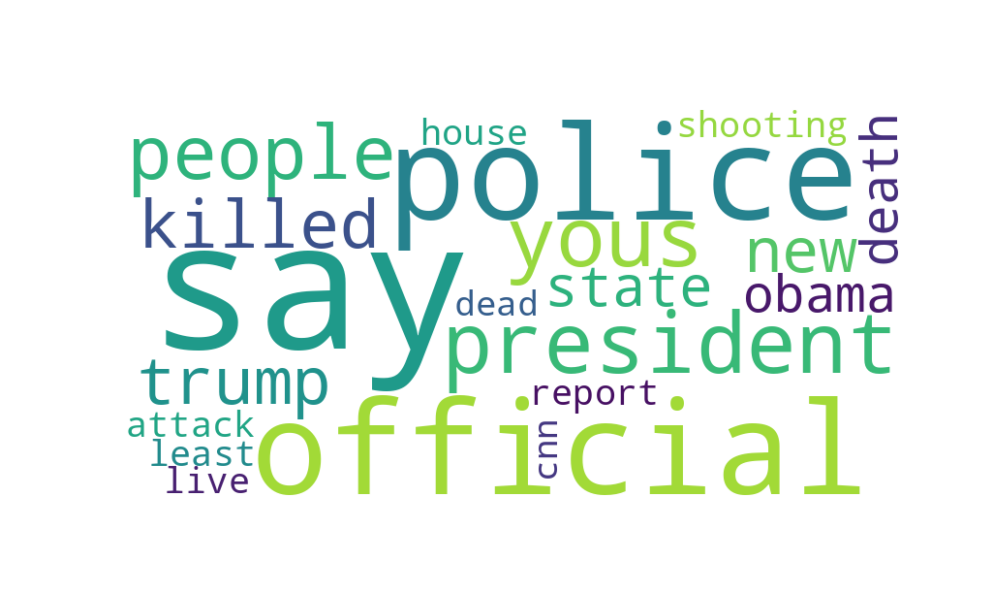 shooting
house
people
police
death
killed
yous
new
say
state
obama
dead
president
trump
report
attack
official
cnn
least
live